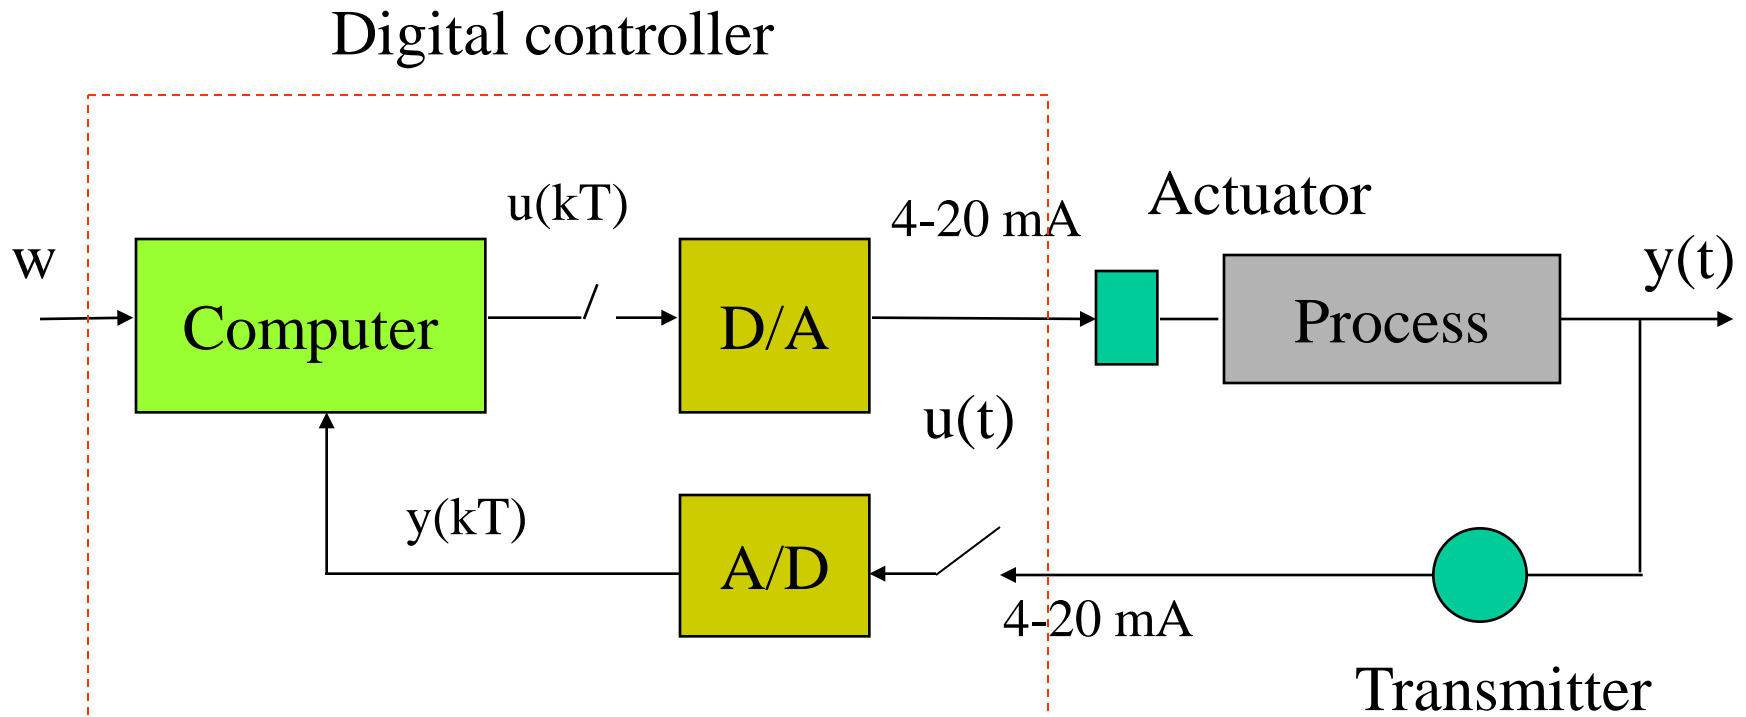 Digital controller
u(kT)
4-20 mA
Actuator
w
y(t)
Computer
D/A
Process
u(t)
y(kT)
A/D
4-20 mA
Transmitter